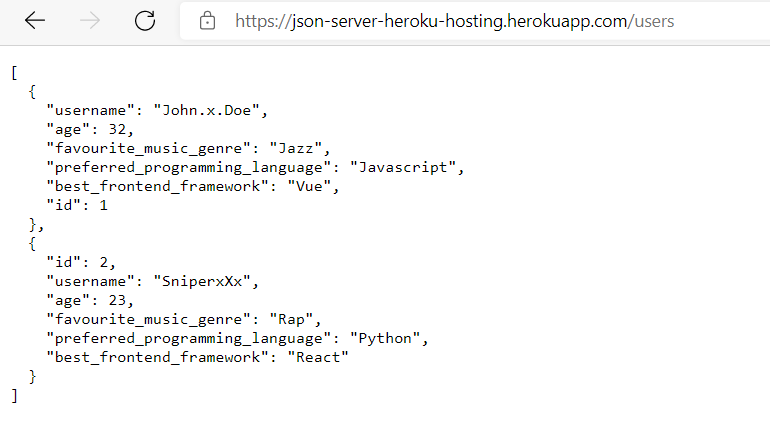 https://json-server-heroku-hosting.herokuapp.com/users
[
  {
    "username": "John.x.Doe",
    "age": 32,
    "favourite_music_genre": "Jazz",
    "preferred_programming_language": "Javascript",
    "best_frontend_framework": "Vue",
    "id": 1
  },
  {
    "id": 2,
    "username": "SniperxXx",
    "age": 23,
    "favourite_music_genre": "Rap",
    "preferred_programming_language": "Python",
    "best_frontend_framework": "React"
  }
]